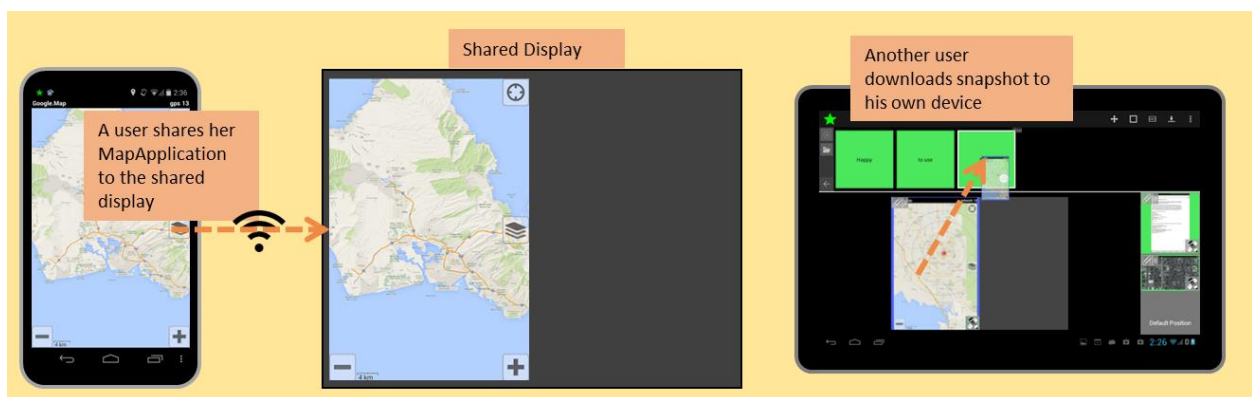 2:36
Google.Map
gps 13
A user shares her
MapApplication
to the shared
display
4 km
Shared Display
4 km
Another user
downloads snapshot to
his own device
Happy
to use
Default Position
2:26